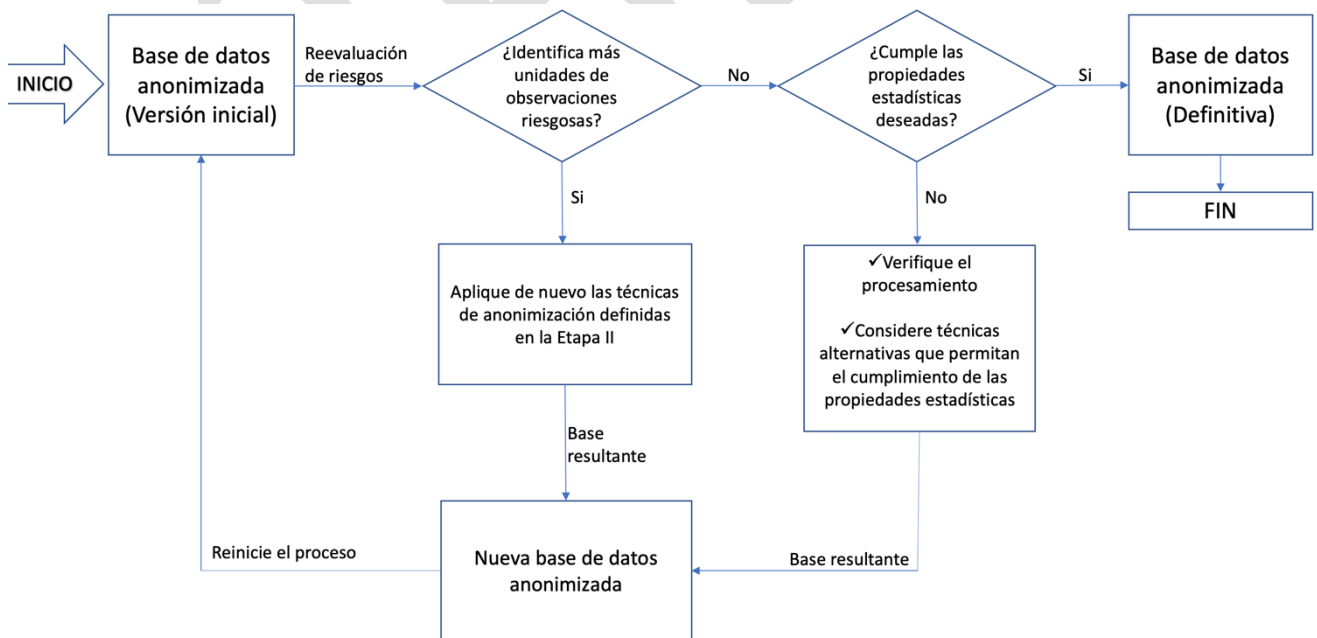 INICIO
Base de datos
anonimizada
(Versión inicial)
Reevaluación
de riesgos
¿Identifica más
unidades de
observaciones
riesgosas?
No
¿Cumple las
propiedades
estadísticas
deseadas?
Si
Base de datos
anonimizada
(Definitiva)
FIN
Si
No
Aplique de nuevo las técnicas
de anonimización definidas
en la Etapa II
✓Verifique el
procesamiento
✓Considere técnicas
alternativas que permitan
el cumplimiento de las
propiedades estadísticas
Base
resultante
Reinicie el proceso
Nueva base de datos
anonimizada
Base resultante